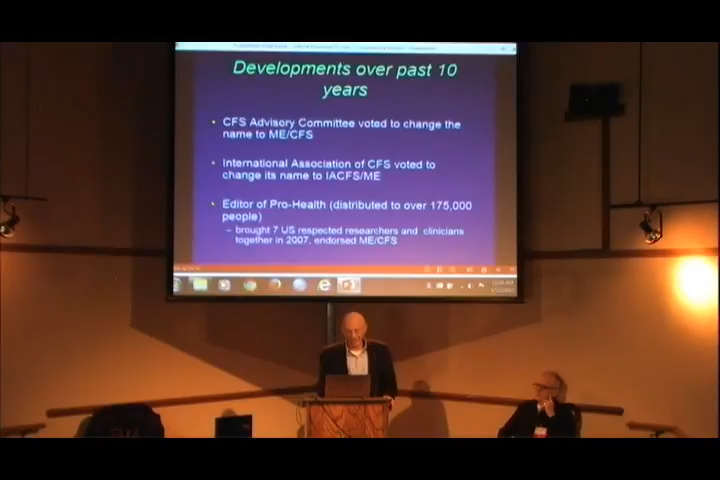 Developments over past 10
years
• CFS Advisory Committee voted to change the
name to ME/CFS
• International Association of CFS voted to
change its name to IACFS/ME
• Editor of Pro-Health (distributed to over 175,000
people)
– brought 7 US respected researchers and clinicians
together in 2007, endorsed ME/CFS